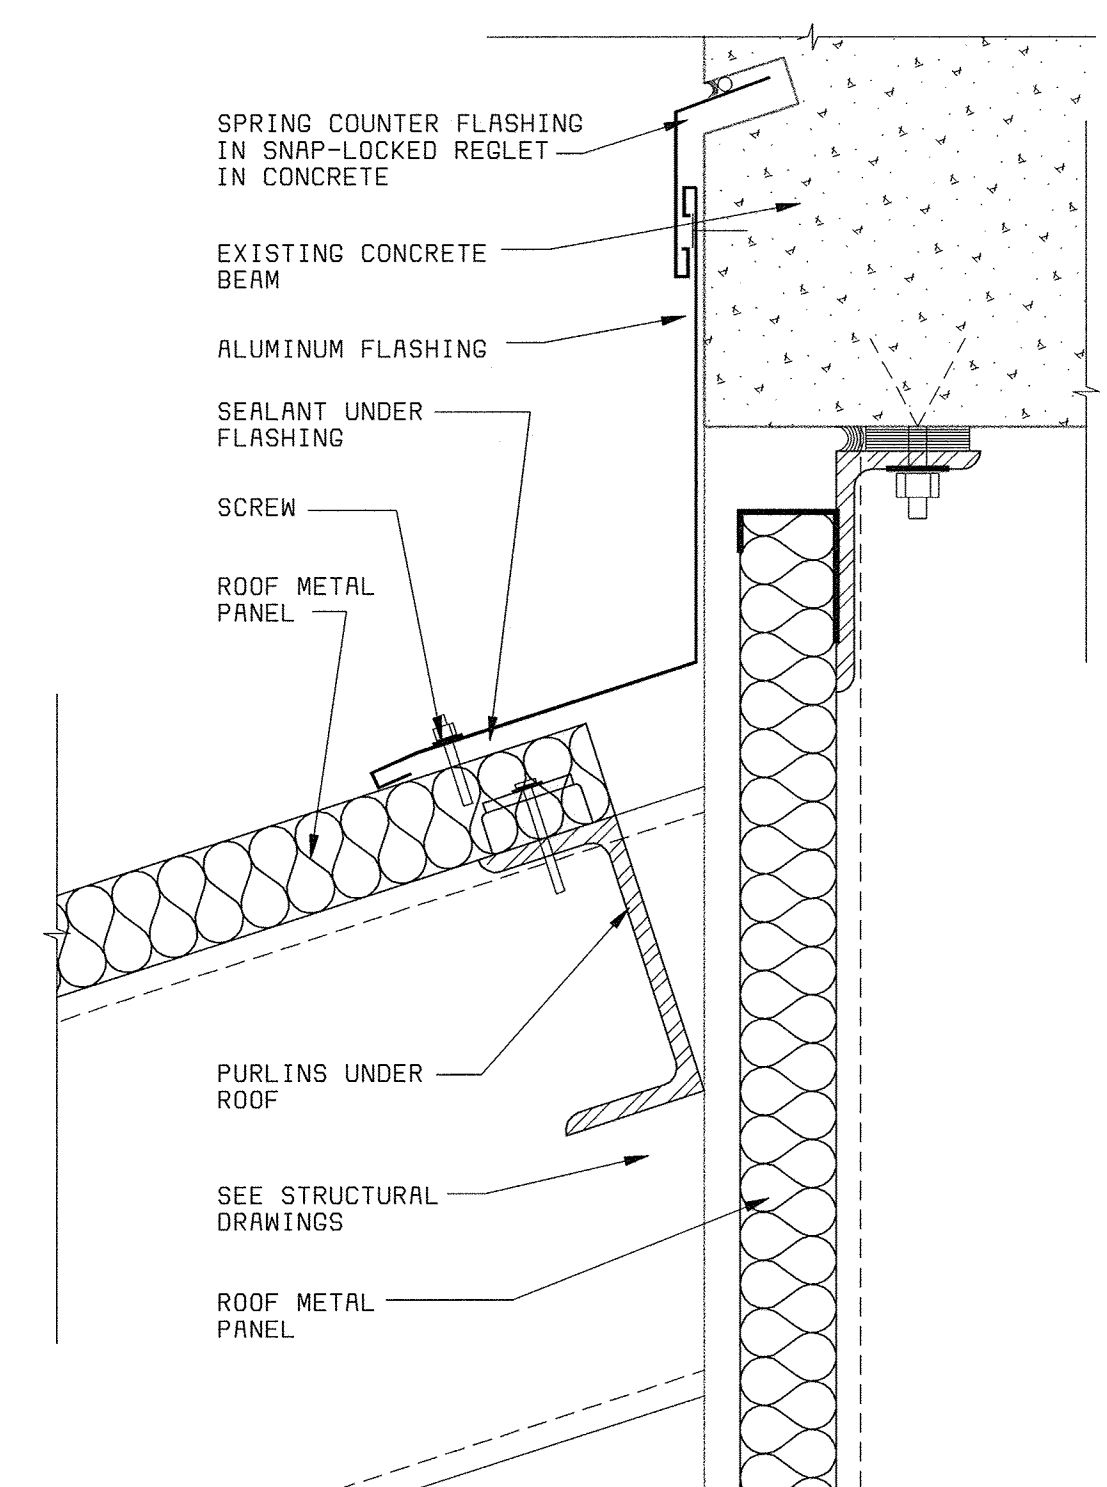 SPRING COUNTER FLASHING
IN SNAP-LOCKED REGLET
IN CONCRETE
EXISTING CONCRETE
BEAM
ALUMINUM FLASHING
SEALANT UNDER
FLASHING
SCREW
ROOF METAL
PANEL
PURLINS UNDER
ROOF
SEE STRUCTURAL
DRAWINGS
ROOF METAL
PANEL